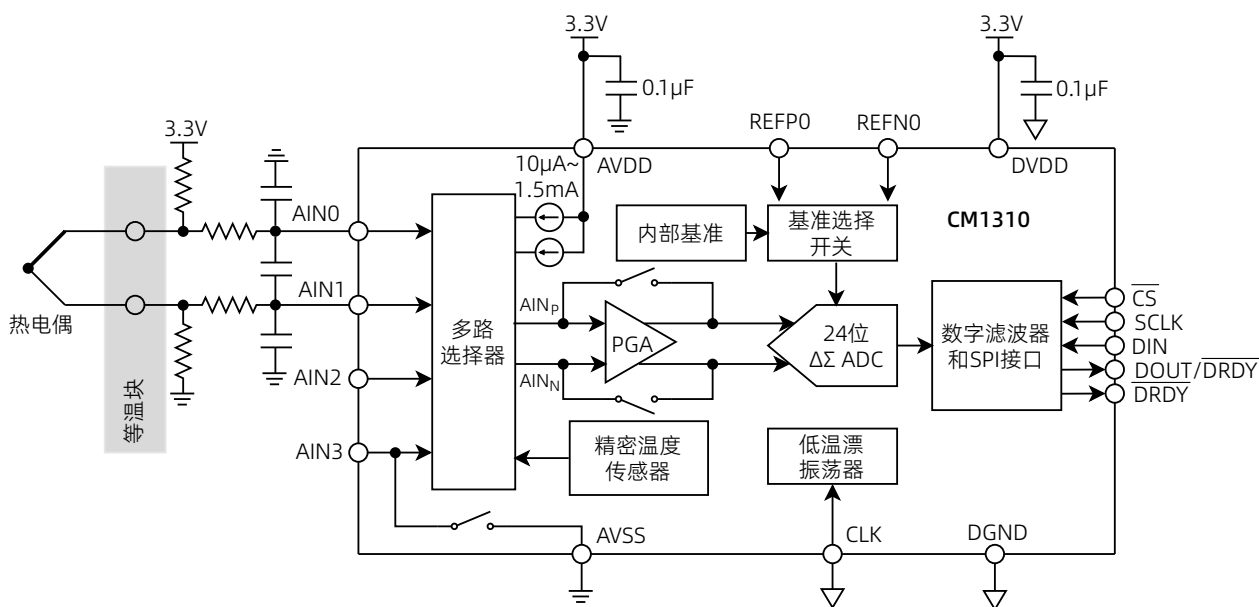 3.3V
3.3V
0.1μF
0.1μF
REFP0
REFN0
3.3V
AVDD
DVDD
10μA~
1.5mA
AIN0
内部基准
基准选择
开关
CM1310
AIN1
热电偶
等温块
多路
选择器
AINP
AINN
PGA
24位
ΔΣ ADC
数字滤波器
和SPI接口
CS
SCLK
DIN
DOUT/DRDY
DRDY
AIN2
AIN3
精密温度
传感器
低温漂
振荡器
AVSS
CLK
DGND